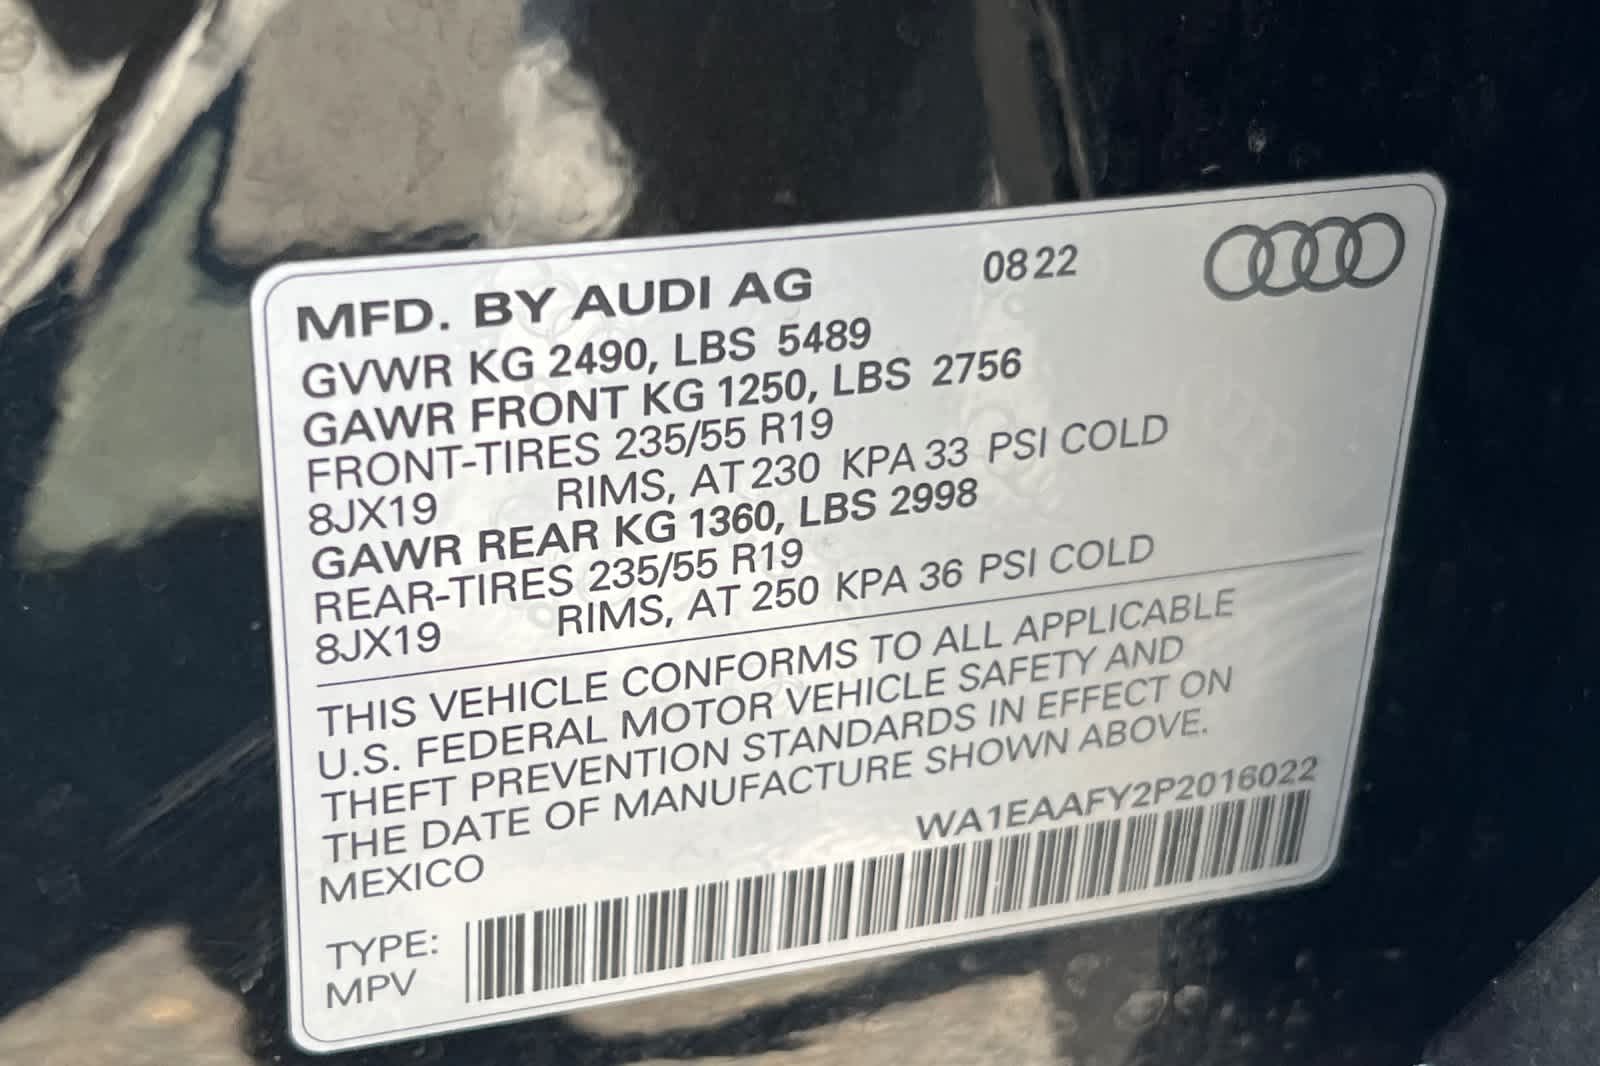 MFD. BY AUDI AG 0822
GVWR KG 2490, LBS 5489
GAWR FRONT KG 1250, LBS 2756
FRONT-TIRES 235/55 R19
8JX19 RIMS, AT 230 KPA 33 PSI COLD
GAWR REAR KG 1360, LBS 2998
REAR-TIRES 235/55 R19
8JX19 RIMS, AT 250 KPA 36 PSI COLD
THIS VEHICLE CONFORMS TO ALL APPLICABLE
U.S. FEDERAL MOTOR VEHICLE SAFETY AND
THEFT PREVENTION STANDARDS IN EFFECT ON
THE DATE OF MANUFACTURE SHOWN ABOVE.
MEXICO WA1EAAFY2P2016022
TYPE:
MPV